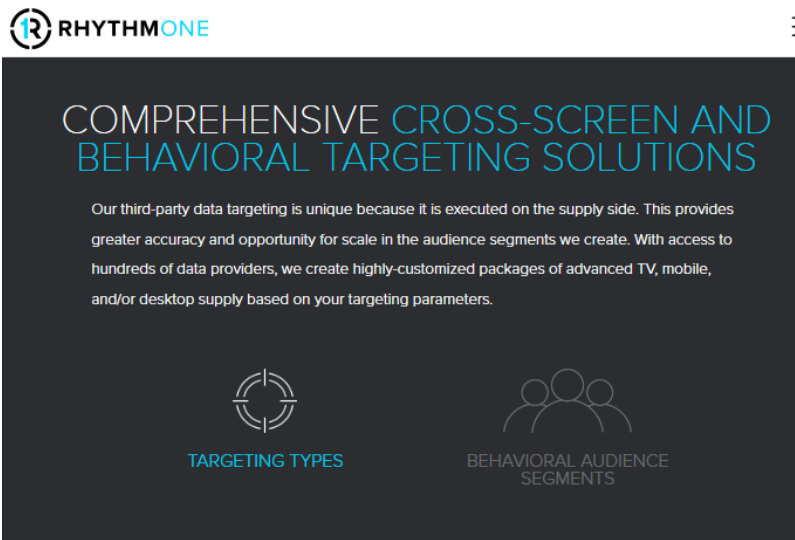 1R RHYTHMONE
COMPREHENSIVE CROSS-SCREEN AND
BEHAVIORAL TARGETING SOLUTIONS
Our third-party data targeting is unique because it is executed on the supply side. This provides
greater accuracy and opportunity for scale in the audience segments we create. With access to
hundreds of data providers, we create highly-customized packages of advanced TV, mobile,
and/or desktop supply based on your targeting parameters.
TARGETING TYPES
BEHAVIORAL AUDIENCE
SEGMENTS